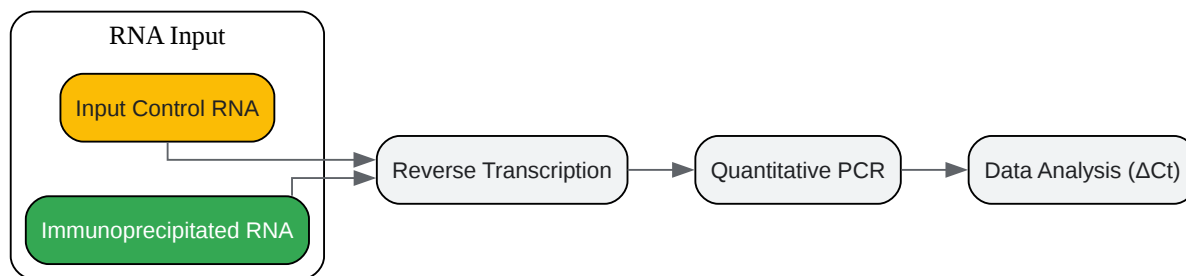 RNA Input
Input Control RNA
Immunoprecipitated RNA
Reverse Transcription
Quantitative PCR
Data Analysis (ΔCt)